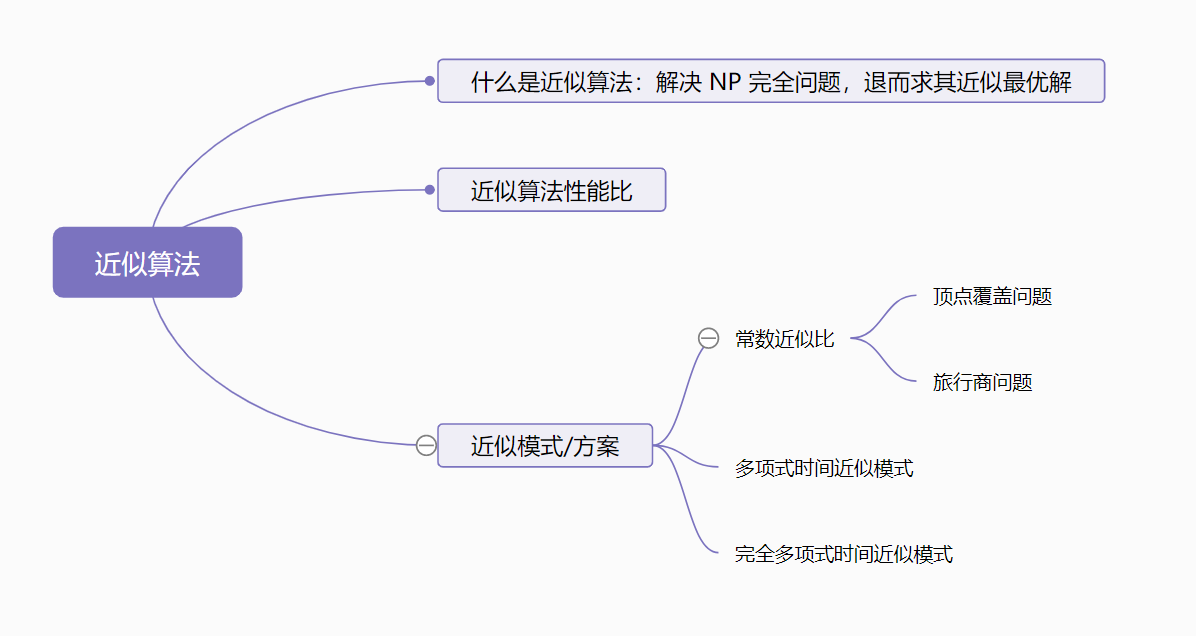 什么是近似算法：解决 NP 完全问题，退而求其近似最优解
近似算法性能比
近似算法
顶点覆盖问题
常数近似比
旅行商问题
近似模式/方案
多项式时间近似模式
完全多项式时间近似模式